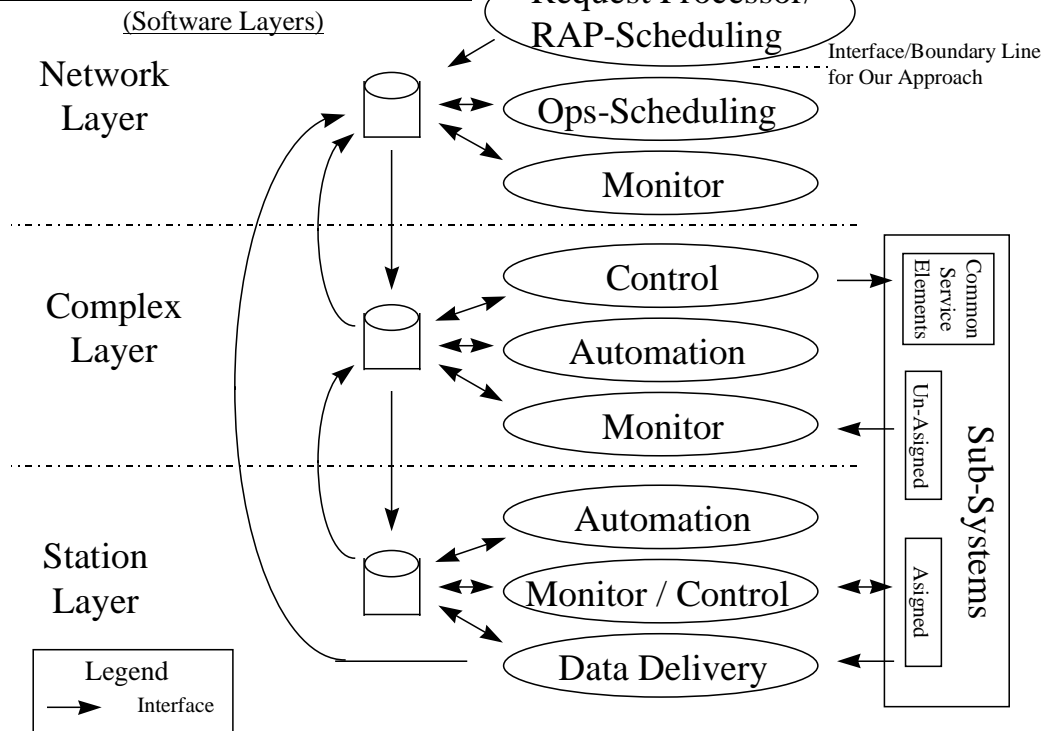 (Software Layers)
Request Processor/
RAP-Scheduling
Interface/Boundary Line
for Our Approach
Network
Layer
Ops-Scheduling
Monitor
Complex
Layer
Control
Automation
Monitor
Common
Service
Elements
Un-Asigned
Sub-Systems
Station
Layer
Automation
Monitor / Control
Data Delivery
Asigned
Legend
Interface